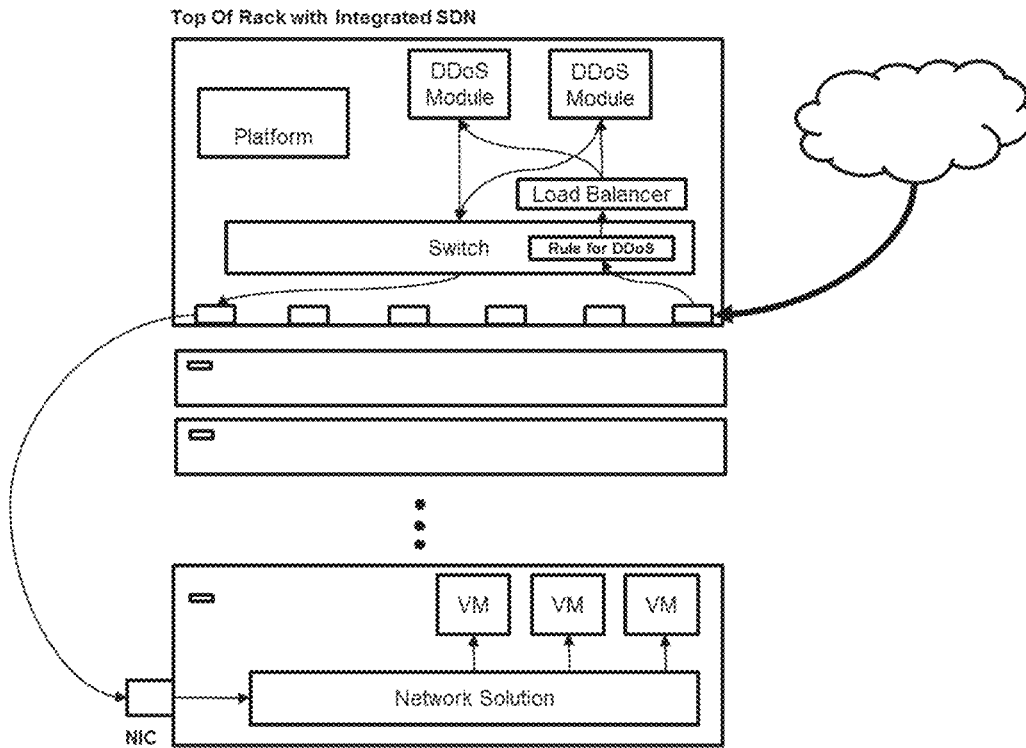 Top Of Rack with Integrated SDN
DDoS
Module
DDoS
Module
Platform
Load Balancer
Switch
Rule for DDoS
VM
VM
VM
Network Solution
NIC